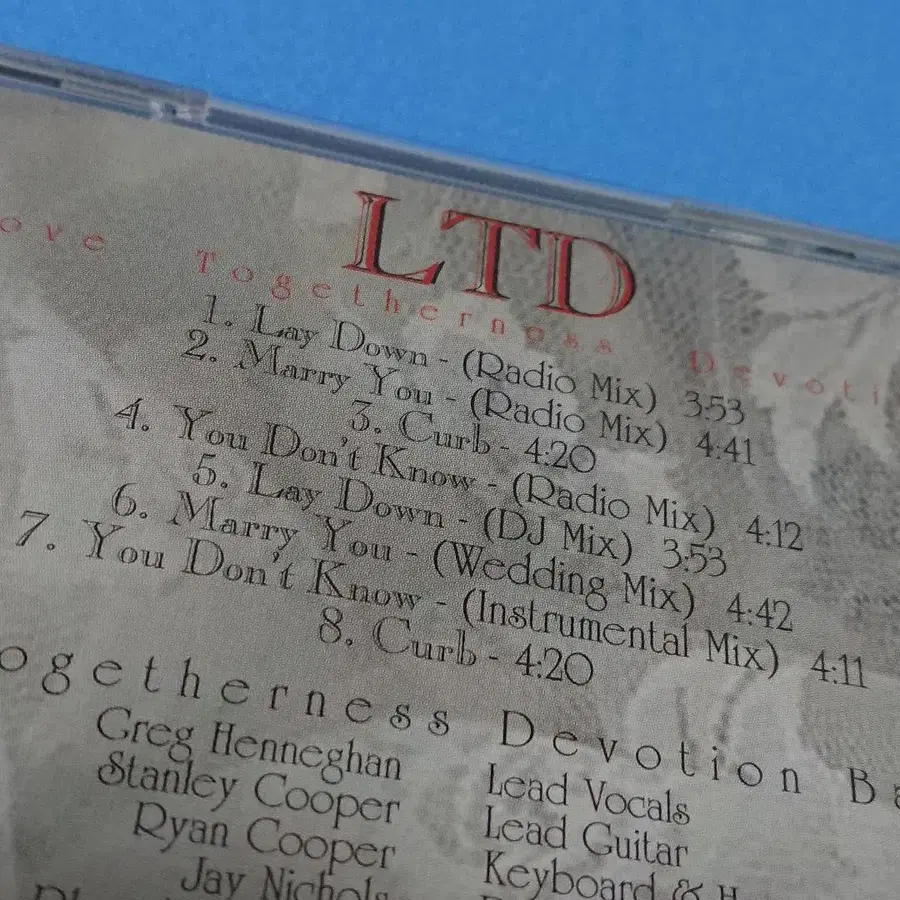 LTD
ove Togetherness Devoti
1. Lay Down - (Radio Mix) 3:53
2. Marry You - (Radio Mix) 4:41
3. Curb - 4:20
4. You Don't Know - (Radio Mix) 4:12
5. Lay Down - (DJ Mix) 3:53
6. Marry You - (Wedding Mix) 4:42
7. You Don't Know - (Instrumental Mix) 4:11
8. Curb - 4:20
ogetherness Devotion Ba
Greg Henneghan Lead Vocals
Stanley Cooper Lead Guitar
Ryan Cooper Keyboard &
Jay Nichols